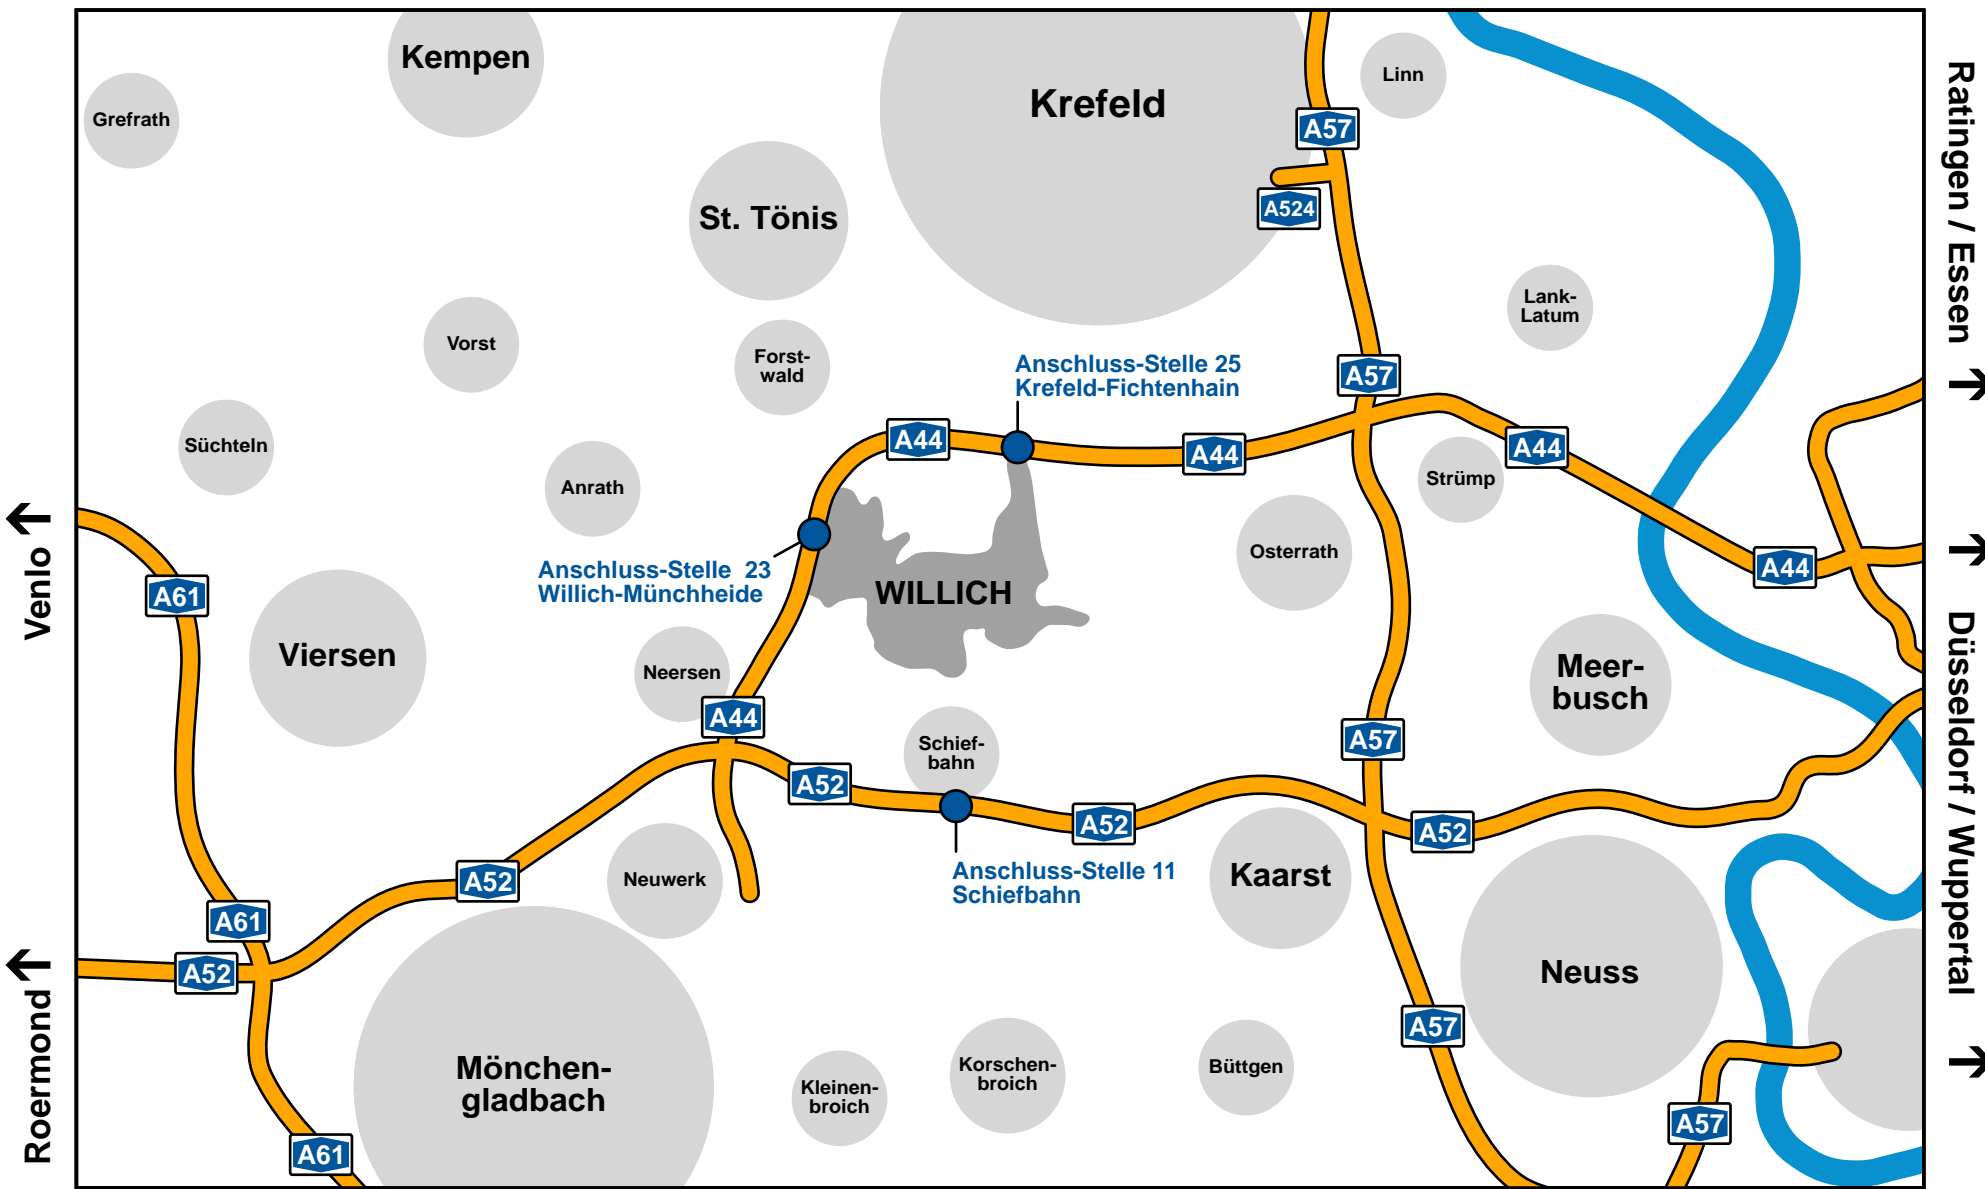 Kempen
Grefrath
Krefeld
Linn
A57
A524
St. Tönis
Lank-
Latum
Vorst
Forst-
wald
Anschluss-Stelle 25
Krefeld-Fichtenhain
A57
Süchteln
Anrath
A44
A44
A44
Strümp
Osterrath
Anschluss-Stelle 23
Willich-Münchheide
WILLICH
A44
A61
Viersen
Neersen
Meer-
busch
A44
A57
Schief-
bahn
A52
A52
A52
Anschluss-Stelle 11
Schiefbahn
Kaarst
Neuwerk
A52
A61
A52
Neuss
A57
Mönchen-
gladbach
Kleinen-
broich
Korschen-
broich
Büttgen
A57
A61
Venlo
Roermond
Ratingen / Essen
Düsseldorf / Wuppertal